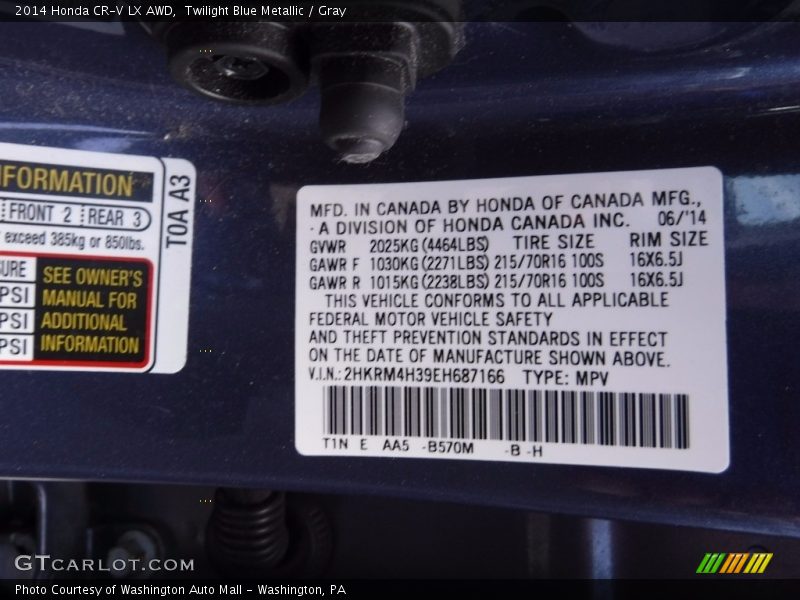 2014 Honda CR-V LX AWD, Twilight Blue Metallic / Gray
FORMATION
FRONT 2 REAR 3
exceed 385kg or 850lbs.
URE
PSI
PSI
PSI
SEE OWNER'S
MANUAL FOR
ADDITIONAL
INFORMATION
T0A A3
MFD. IN CANADA BY HONDA OF CANADA MFG.,
- A DIVISION OF HONDA CANADA INC. 06/'14
GVWR 2025KG (4464LBS) TIRE SIZE RIM SIZE
GAWR F 1030KG (2271LBS) 215/70R16 100S 16X6.5J
GAWR R 1015KG (2238LBS) 215/70R16 100S 16X6.5J
THIS VEHICLE CONFORMS TO ALL APPLICABLE
FEDERAL MOTOR VEHICLE SAFETY
AND THEFT PREVENTION STANDARDS IN EFFECT
ON THE DATE OF MANUFACTURE SHOWN ABOVE.
V.I.N.: 2HKRM4H39EH687166 TYPE: MPV
T1N E AA5 -B570M -B -H
GTCARLOT.COM
Photo Courtesy of Washington Auto Mall - Washington, PA